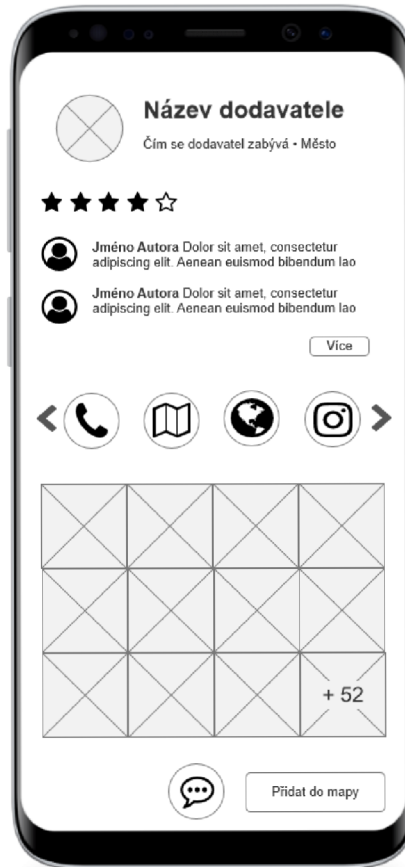 Název dodavatele
Čím se dodavatel zabývá • Město
Jméno Autora Dolor sit amet, consectetur
adipiscing elit. Aenean euismod bibendum lao
Jméno Autora Dolor sit amet, consectetur
adipiscing elit. Aenean euismod bibendum lao
Více
+ 52
Přidat do mapy